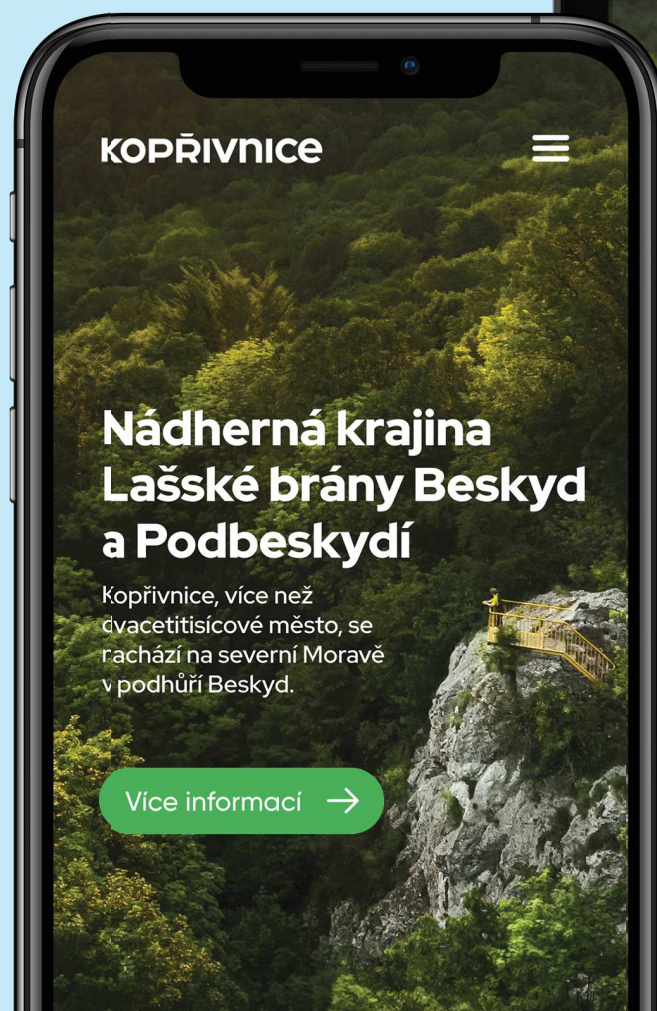 KOPŘIVNICE
Nádherná krajina
Lašské brány Beskyd
a Podbeskydí
Kopřivnice, více než
dvacetitisícové město, se
nachází na severní Moravě
v podhůří Beskyd.
Více informací